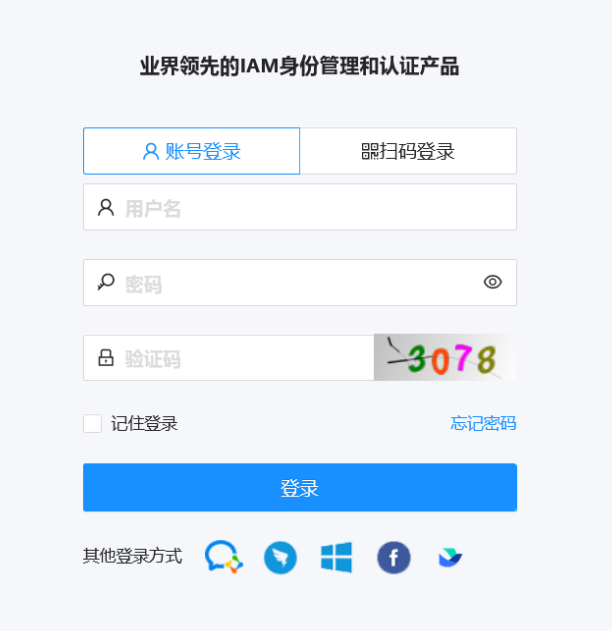 业界领先的IAM身份管理和认证产品
账号登录 扫码登录
用户名
密码
验证码 3078
记住登录 忘记密码
登录
其他登录方式